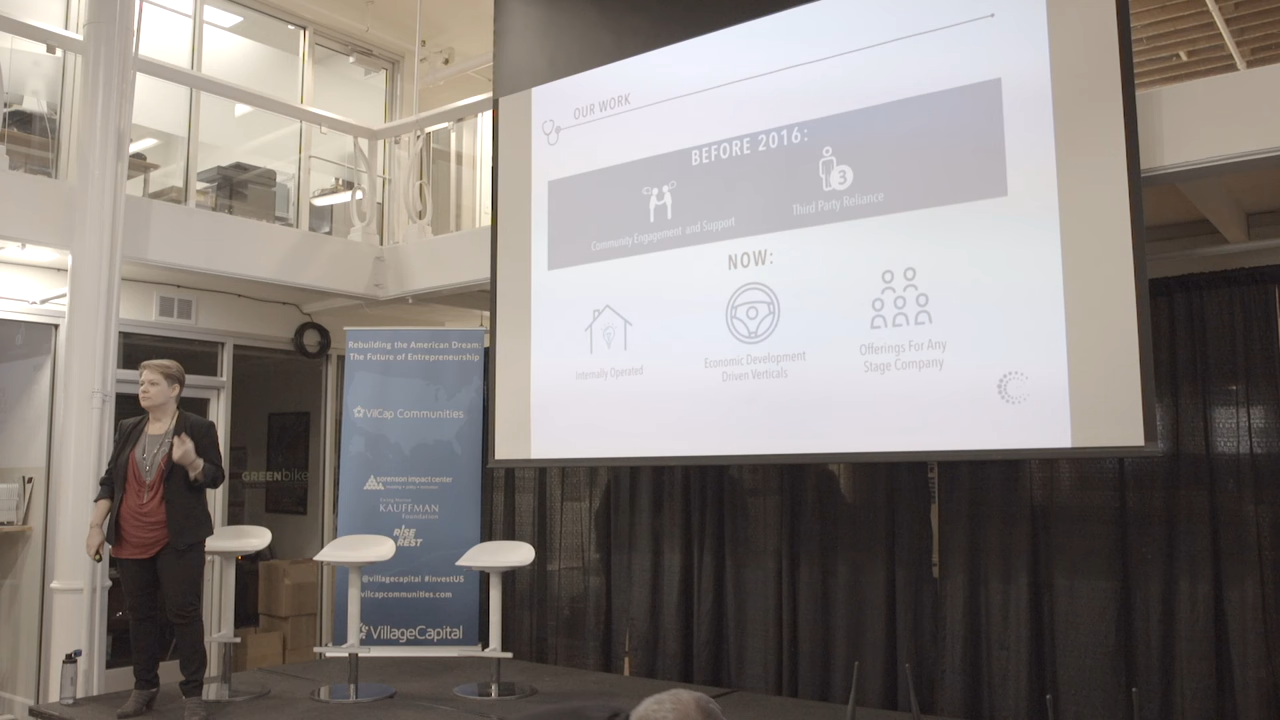 OUR WORK
BEFORE 2016:
3
Community Engagement and Support
Third Party Reliance
NOW:
Internally Operated
Economic Development
Driven Verticals
Offerings For Any
Stage Company
Rebuilding the American Dream:
The Future of Entrepreneurship
VilCap Communities
sorenson impact center
KAUFFMAN
Foundation
RISE
REST
@villagecapital #InvestUS
vilcapcommunities.com
VillageCapital
GREENbike